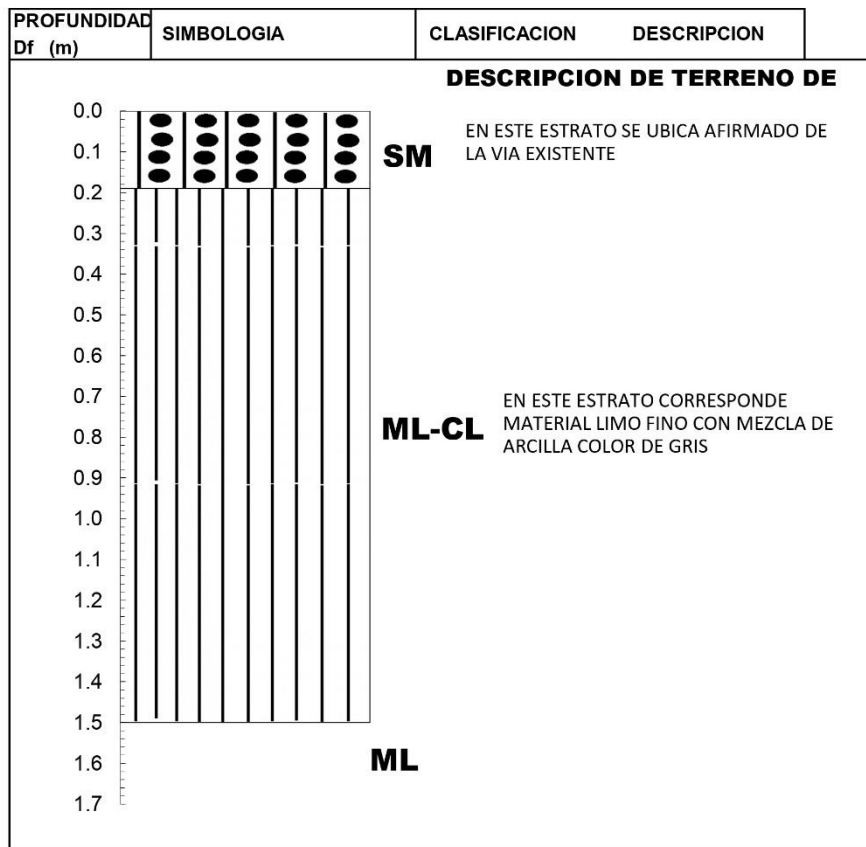 PROFUNDIDAD
Df (m)
SIMBOLOGIA
CLASIFICACION
DESCRIPCION
DESCRIPCION DE TERRENO DE
0.0
0.1
0.2
0.3
0.4
0.5
0.6
0.7
0.8
0.9
1.0
1.1
1.2
1.3
1.4
1.5
1.6
1.7
SM
EN ESTE ESTRATO SE UBICA AFIRMADO DE
LA VIA EXISTENTE
ML-CL
EN ESTE ESTRATO CORRESPONDE
MATERIAL LIMO FINO CON MEZCLA DE
ARCILLA COLOR DE GRIS
ML